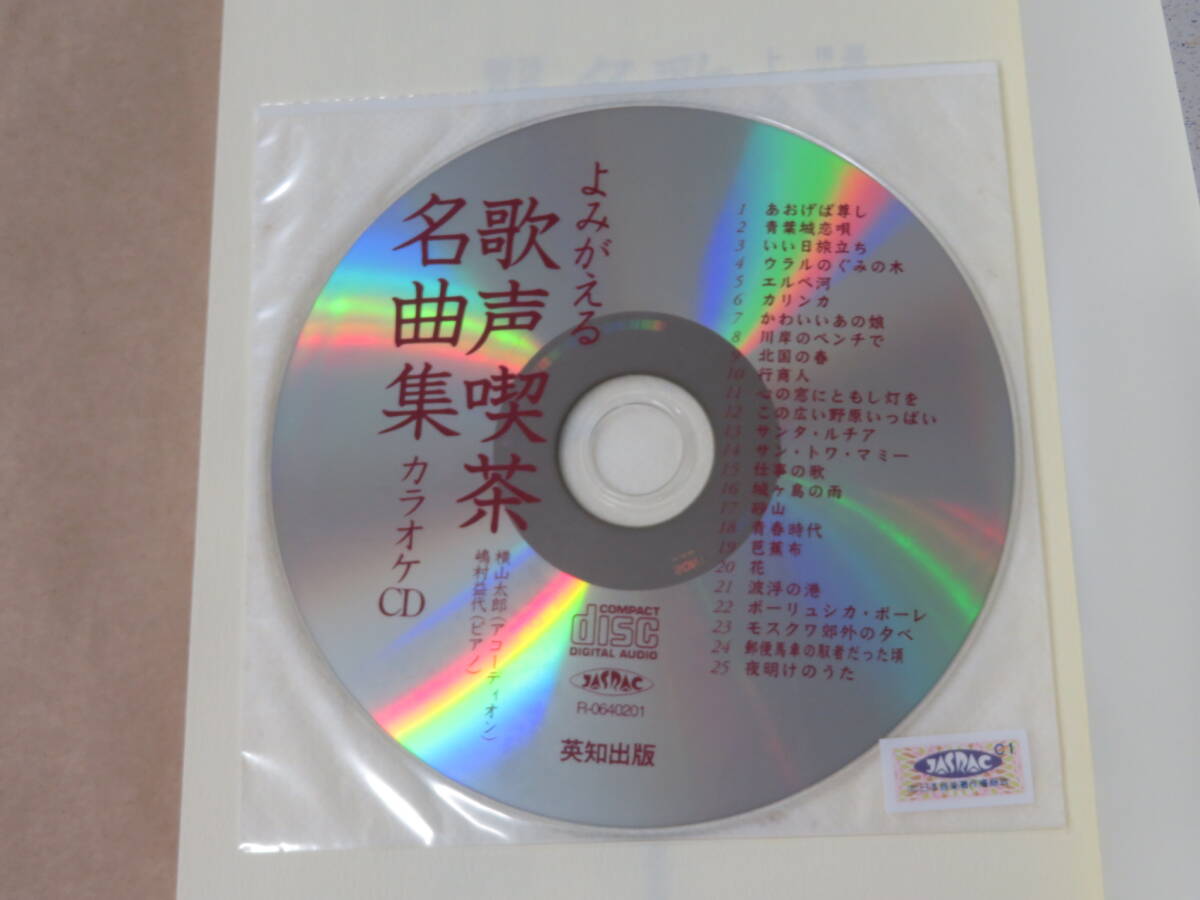 よみがえる
歌声喫茶
名曲集
カラオケCD
横山太郎(アコーディオン)
嶋村益代(ピアノ)
1 あおげば尊し
2 青葉城恋唄
3 いい日旅立ち
4 ウラルのぐみの木
5 エルベ河
6 カリンカ
7 かわいいあの娘
8 川岸のベンチで
9 北国の春
10 行商人
11 心の窓にともし灯を
12 この広い野原いっぱい
13 サンタ・ルチア
14 サン・トワ・マミー
15 仕事の歌
16 城ヶ島の雨
17 砂山
18 青春時代
19 芭蕉布
20 花
21 波浮の港
22 ポーリュシカ・ポーレ
23 モスクワ郊外の夕べ
24 郵便馬車の馭者だった頃
25 夜明けのうた
COMPACT
disc
DIGITAL AUDIO
JASRAC
R-0640201
英知出版
C1
JASRAC